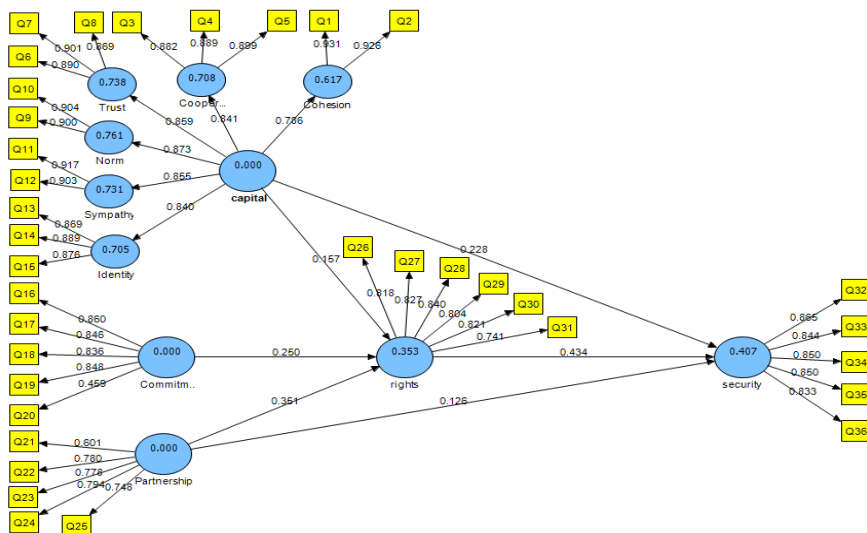 Q7
Q8
Q3
Q4
Q5
Q1
Q2
0.901
0.869
0.882
0.889
0.899
0.931
0.926
Q6
0.890
0.738
Trust
0.708
Cooper...
0.617
Cohesion
Q10
0.904
Q9
0.900
0.761
Norm
0.859
0.841
0.786
0.873
Q11
0.917
Q12
0.903
0.731
Sympathy
0.855
0.000
capital
Q13
0.869
Q14
0.889
Q15
0.876
0.705
Identity
0.840
0.157
0.228
Q26
Q27
Q28
Q29
Q30
Q31
0.818
0.827
0.840
0.804
0.821
0.741
Q16
0.860
Q17
0.846
Q18
0.836
Q19
0.848
Q20
0.459
0.000
Commitm...
0.250
0.353
rights
0.434
0.407
security
Q32
0.865
Q33
0.844
Q34
0.850
Q35
0.850
Q36
0.833
0.351
0.126
Q21
0.601
Q22
0.780
Q23
0.778
Q24
0.794
Q25
0.748
0.000
Partnership